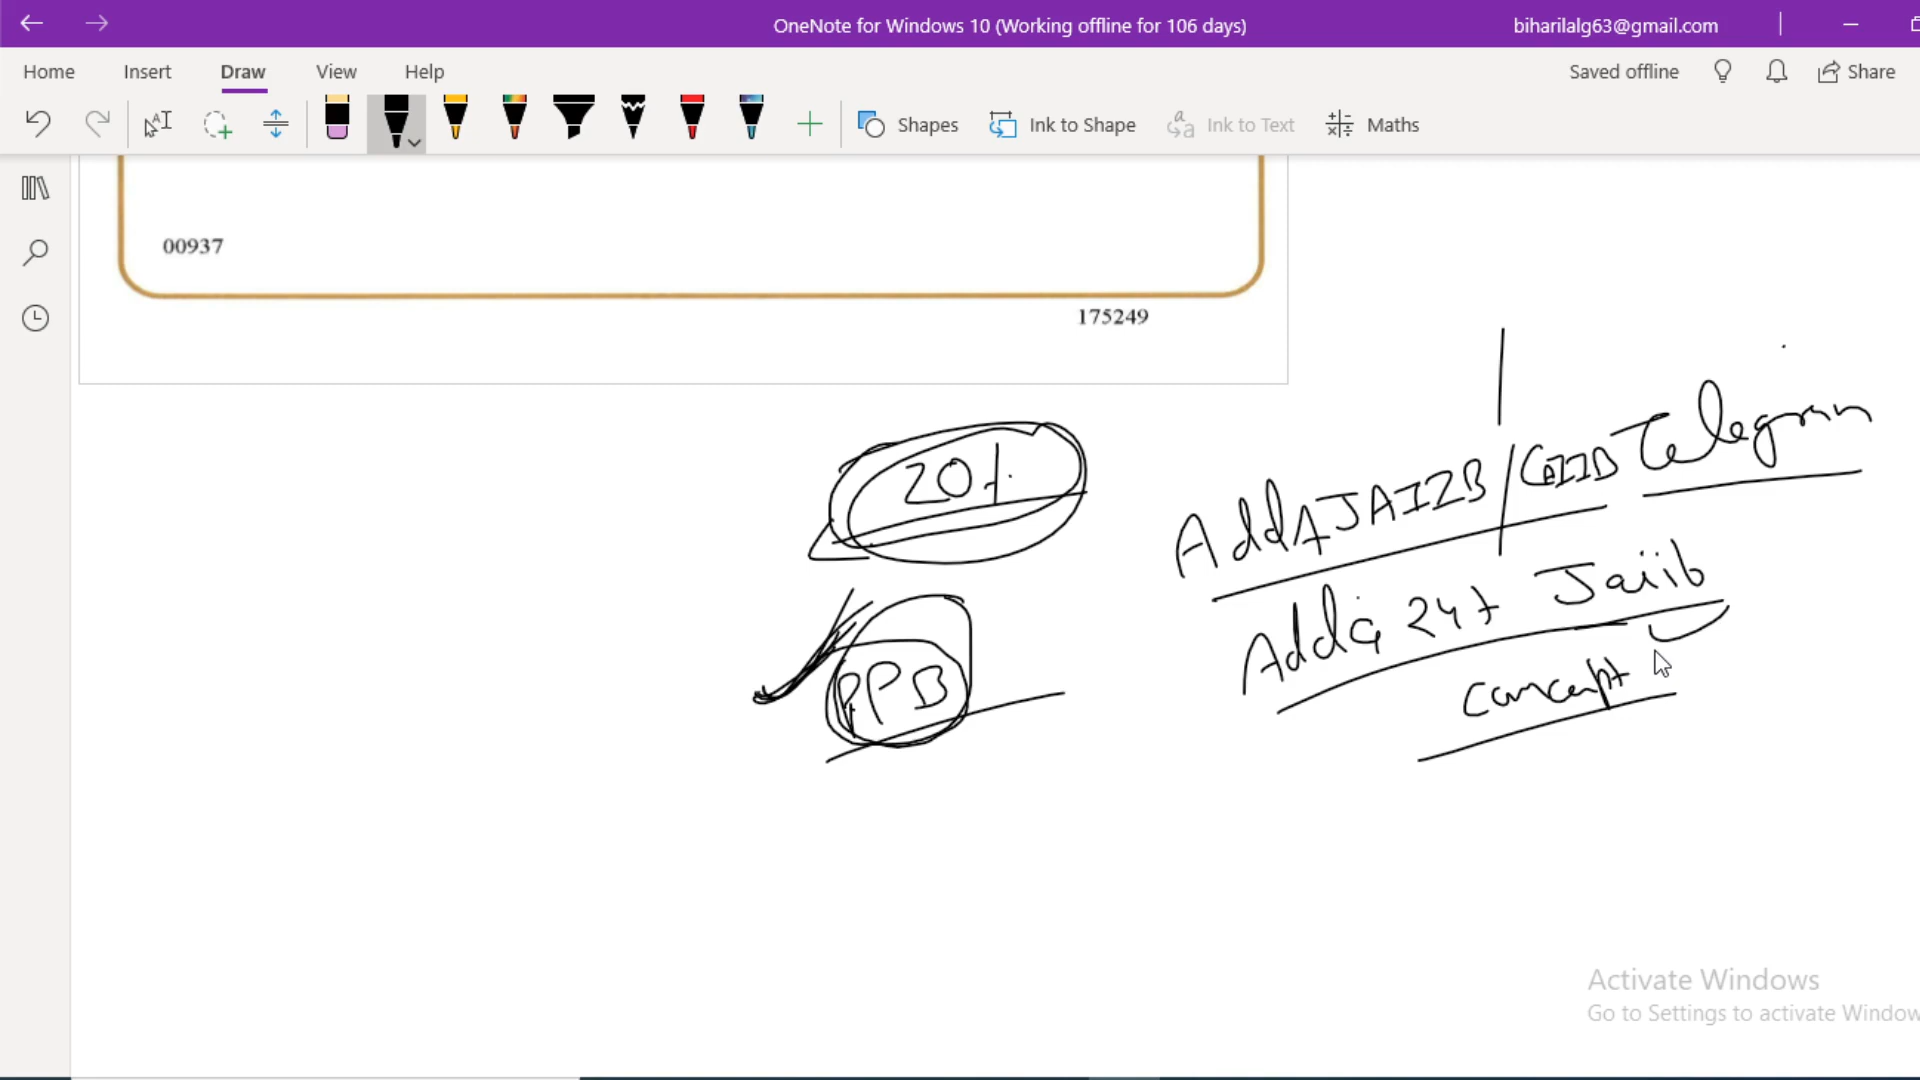 OneNote for Windows 10 (Working offline for 106 days)
biharilalg63@gmail.com
Home Insert Draw View Help
Saved offline Share
Shapes Ink to Shape Ink to Text Maths
00937
175249
20%
Adda JAIIB/CAIIB Telegram
Adda 247 Jaiib
PPB
Concept
Activate Windows
Go to Settings to activate Window